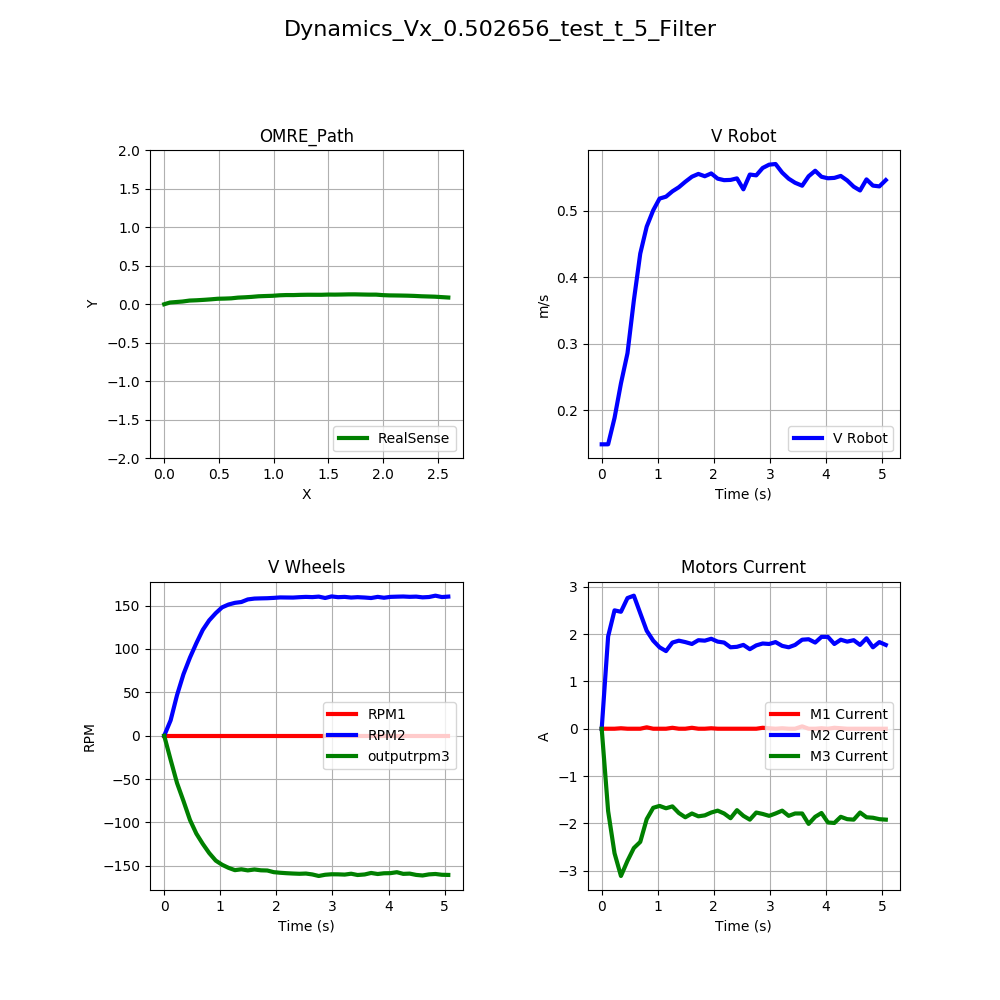 Dynamics_Vx_0.502656_test_t_5_Filter
OMRE_Path
2.0
1.5
1.0
0.5
0.0
−0.5
−1.0
−1.5
−2.0
Y
RealSense
0.0 0.5 1.0 1.5 2.0 2.5
X
V Robot
0.5
0.4
0.3
0.2
m/s
V Robot
0 1 2 3 4 5
Time (s)
V Wheels
150
100
50
0
−50
−100
−150
RPM
RPM1
RPM2
outputrpm3
0 1 2 3 4 5
Time (s)
Motors Current
3
2
1
0
−1
−2
−3
A
M1 Current
M2 Current
M3 Current
0 1 2 3 4 5
Time (s)